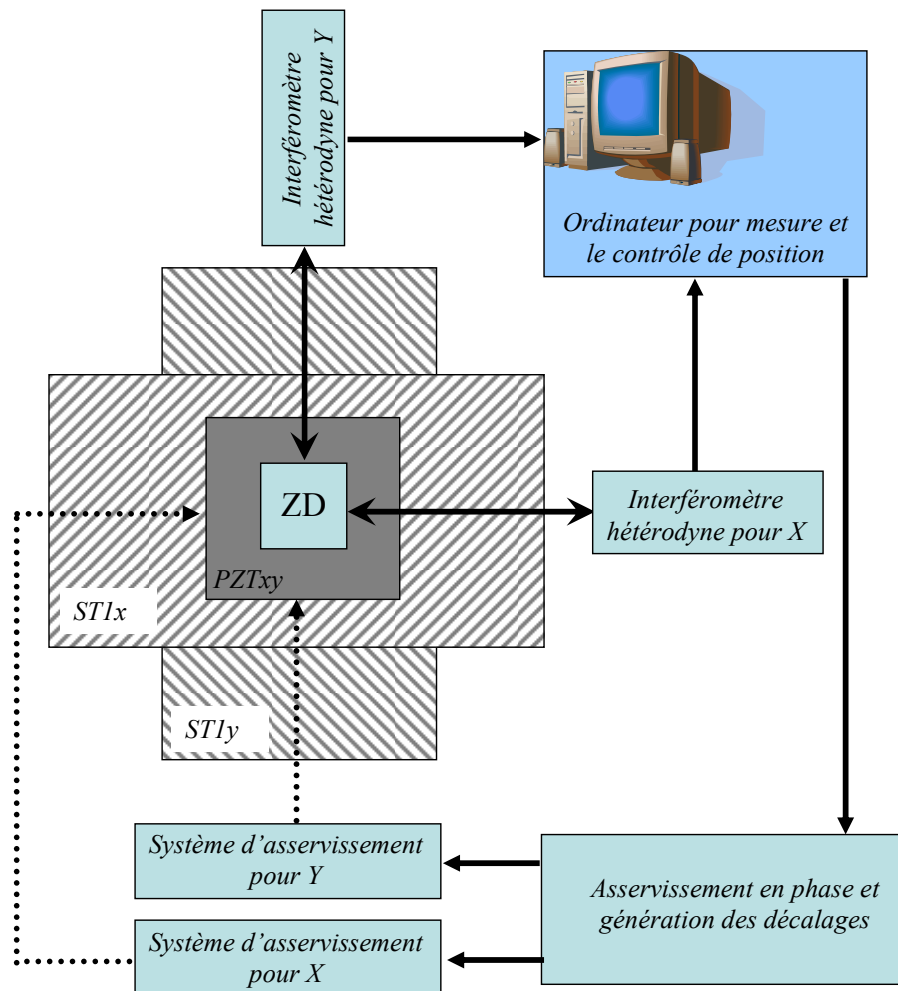 Interféromètre
hétérodyne pour Y
Ordinateur pour mesure et
le contrôle de position
ZD
Interféromètre
hétérodyne pour X
PZTxy
ST1x
ST1y
Système d'asservissement
pour Y
Asservissement en phase et
génération des décalages
Système d'asservissement
pour X